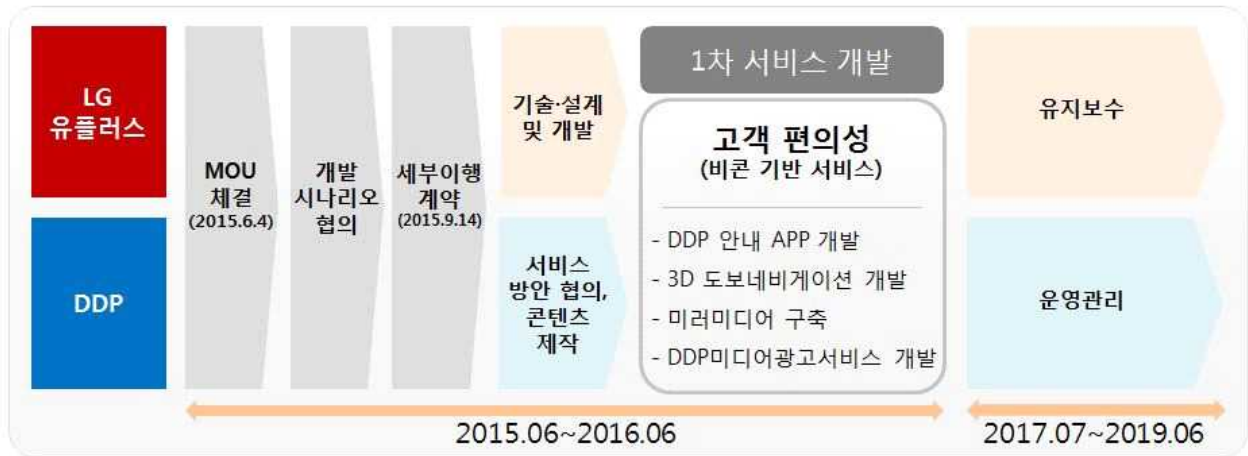 LG
유플러스
DDP
MOU
체결
(2015.6.4)
개발
시나리오
협의
세부이행
계약
(2015.9.14)
기술·설계
및 개발
서비스
방안 협의,
콘텐츠
제작
1차 서비스 개발
고객 편의성
(비콘 기반 서비스)
- DDP 안내 APP 개발
- 3D 도보네비게이션 개발
- 미러미디어 구축
- DDP미디어광고서비스 개발
유지보수
운영관리
2015.06~2016.06
2017.07~2019.06